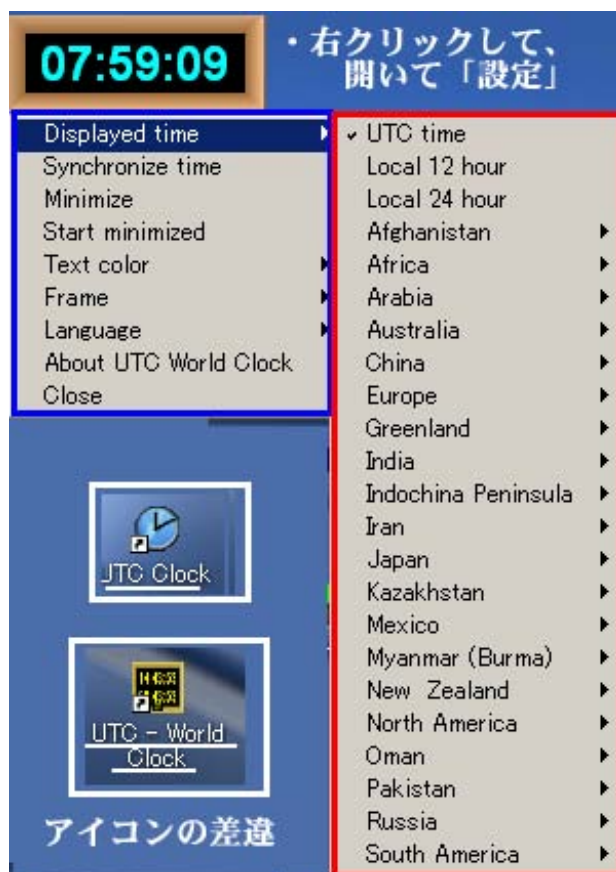 07:59:09
・右クリックして、
開いて「設定」
Displayed time
Synchronize time
Minimize
Start minimized
Text color
Frame
Language
About UTC World Clock
Close
✓ UTC time
Local 12 hour
Local 24 hour
Afghanistan
Africa
Arabia
Australia
China
Europe
Greenland
India
Indochina Peninsula
Iran
Japan
Kazakhstan
Mexico
Myanmar (Burma)
New Zealand
North America
Oman
Pakistan
Russia
South America
UTC Clock
UTC - World
Clock
アイコンの差違